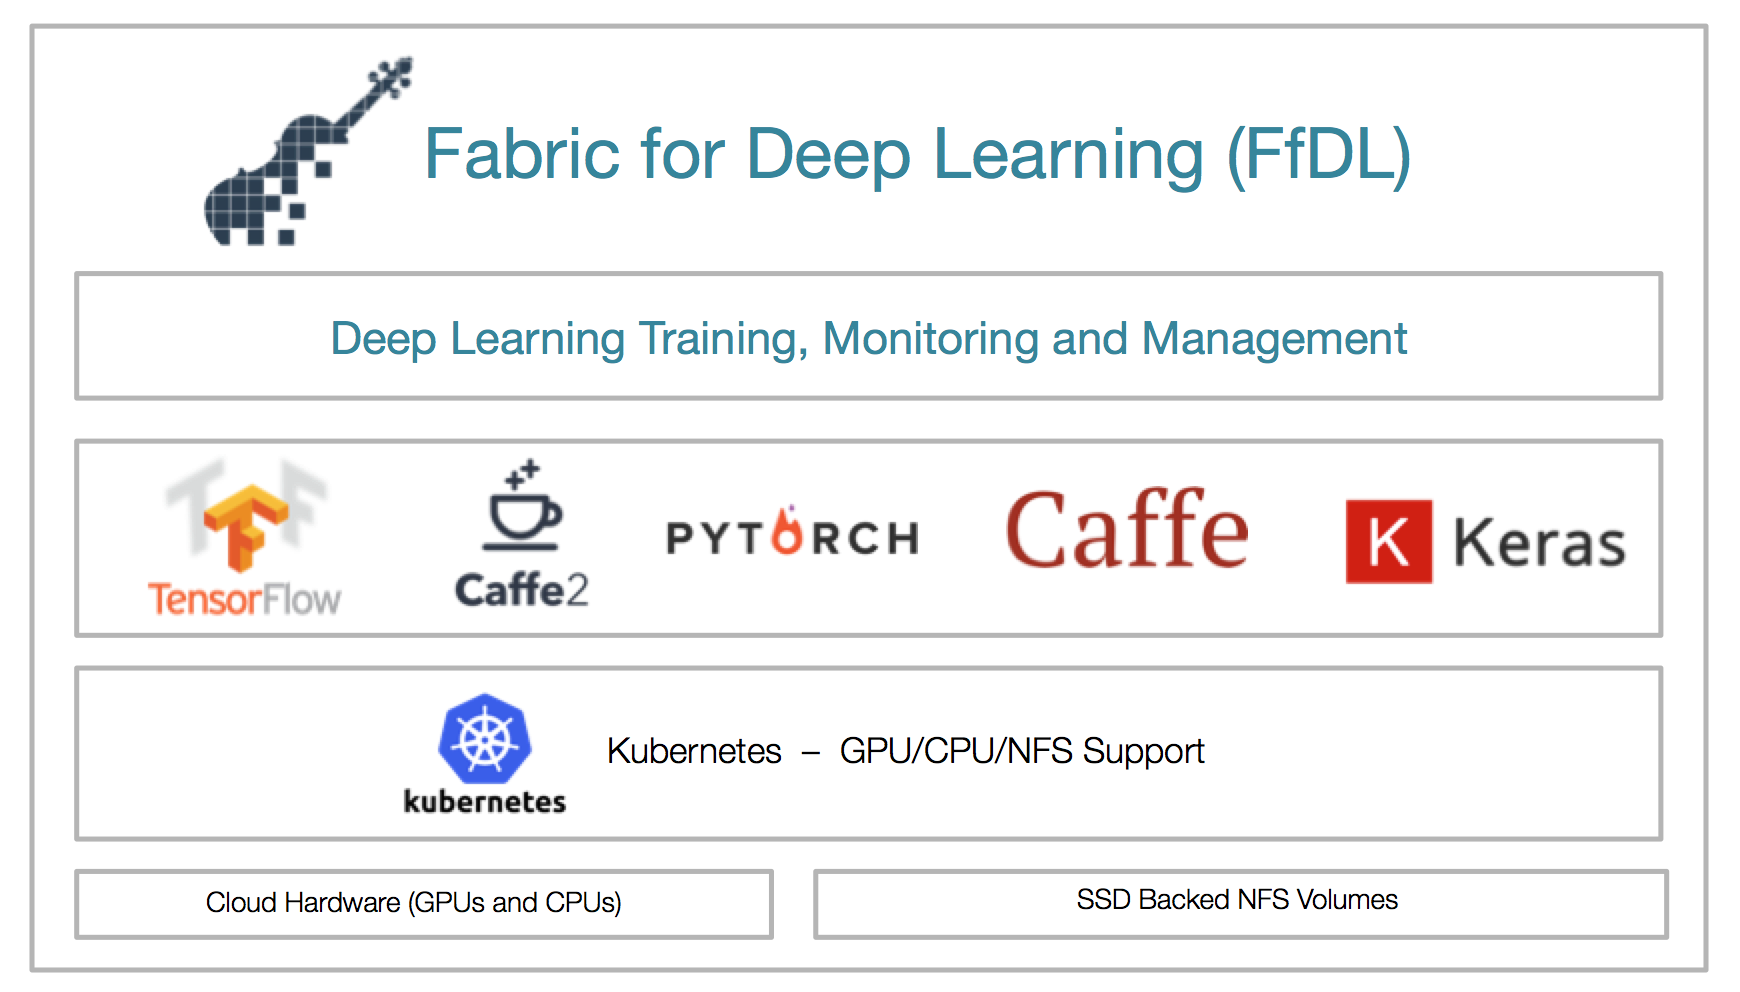 Fabric for Deep Learning (FfDL)
Deep Learning Training, Monitoring and Management
TensorFlow
Caffe2
PYTORCH
Caffe
K Keras
kubernetes
Kubernetes – GPU/CPU/NFS Support
Cloud Hardware (GPUs and CPUs)
SSD Backed NFS Volumes